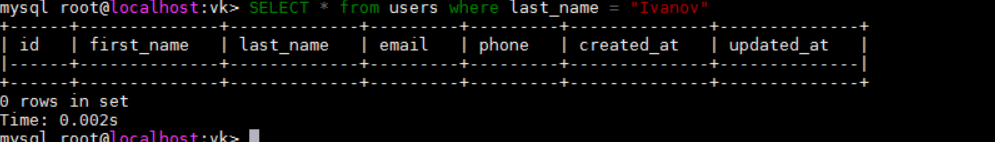 mysql root@localhost:vk> SELECT * from users where last_name = "Ivanov"
+------+--------------+-------------+---------+---------+--------------+--------------+
| id   | first_name   | last_name   | email   | phone   | created_at   | updated_at   |
|------+--------------+-------------+---------+---------+--------------+--------------|
+------+--------------+-------------+---------+---------+--------------+--------------+
0 rows in set
Time: 0.002s
mysql root@localhost:vk>